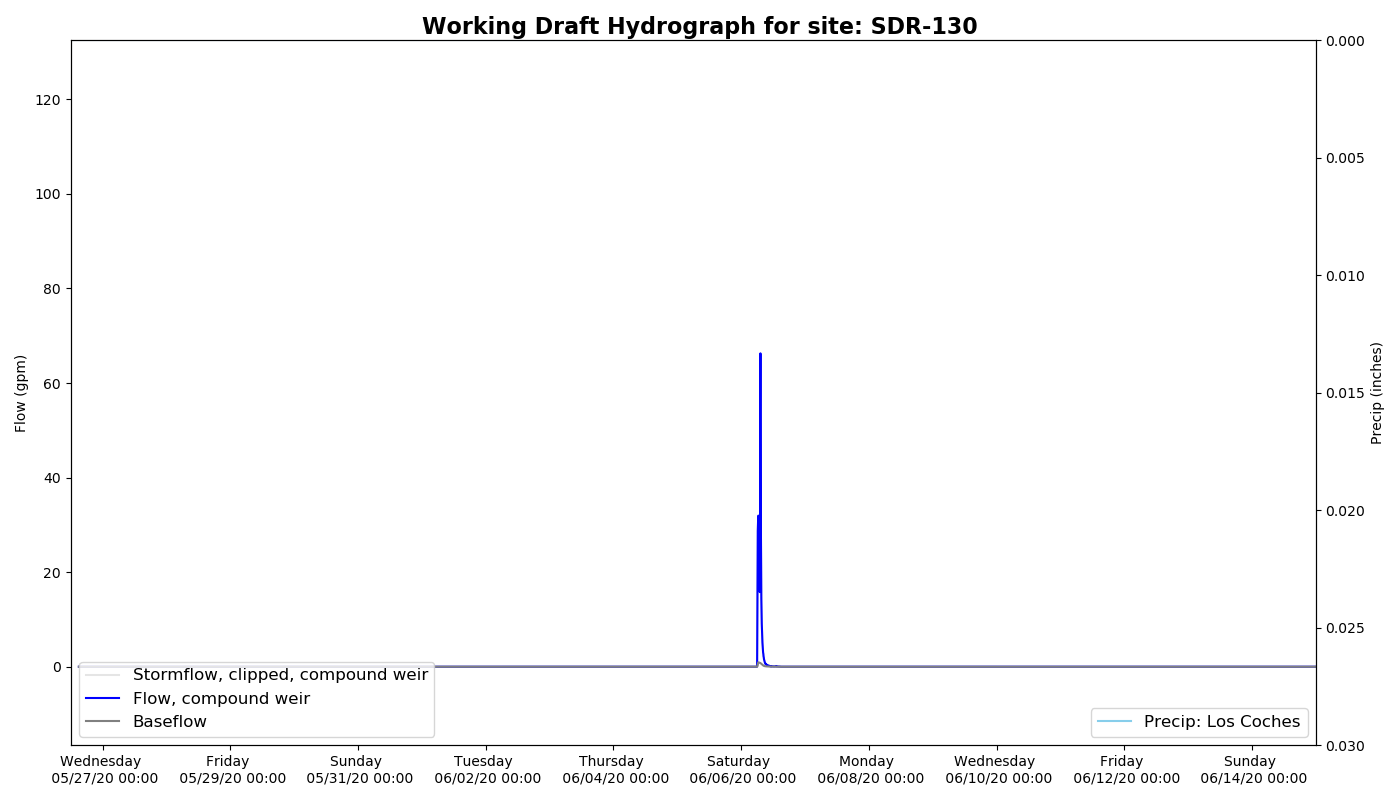 Working Draft Hydrograph for site: SDR-130
120
100
80
60
40
20
0
Flow (gpm)
0.000
0.005
0.010
0.015
0.020
0.025
0.030
Precip (inches)
Stormflow, clipped, compound weir
Flow, compound weir
Baseflow
Precip: Los Coches
Wednesday
05/27/20 00:00
Friday
05/29/20 00:00
Sunday
05/31/20 00:00
Tuesday
06/02/20 00:00
Thursday
06/04/20 00:00
Saturday
06/06/20 00:00
Monday
06/08/20 00:00
Wednesday
06/10/20 00:00
Friday
06/12/20 00:00
Sunday
06/14/20 00:00